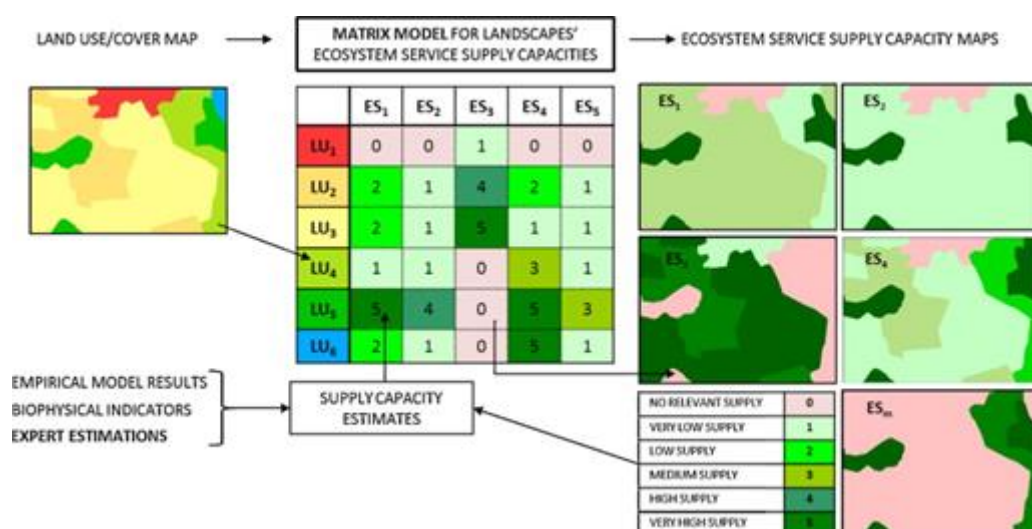 LAND USE/COVER MAP
MATRIX MODEL FOR LANDSCAPES'
ECOSYSTEM SERVICE SUPPLY CAPACITIES
ECOSYSTEM SERVICE SUPPLY CAPACITY MAPS
ES₁ ES₂ ES₃ ES₄ ES₅
LU₁ 0 0 1 0 0
LU₂ 2 1 4 2 1
LU₃ 2 1 5 1 1
LU₄ 1 1 0 3 1
LU₅ 5 4 0 5 3
LU₆ 2 1 0 5 1
ES₁
ES₂
ES₃
ES₄
ESₘ
EMPIRICAL MODEL RESULTS
BIOPHYSICAL INDICATORS
EXPERT ESTIMATIONS
SUPPLY CAPACITY
ESTIMATES
NO RELEVANT SUPPLY 0
VERY LOW SUPPLY 1
LOW SUPPLY 2
MEDIUM SUPPLY 3
HIGH SUPPLY 4
VERY HIGH SUPPLY 5